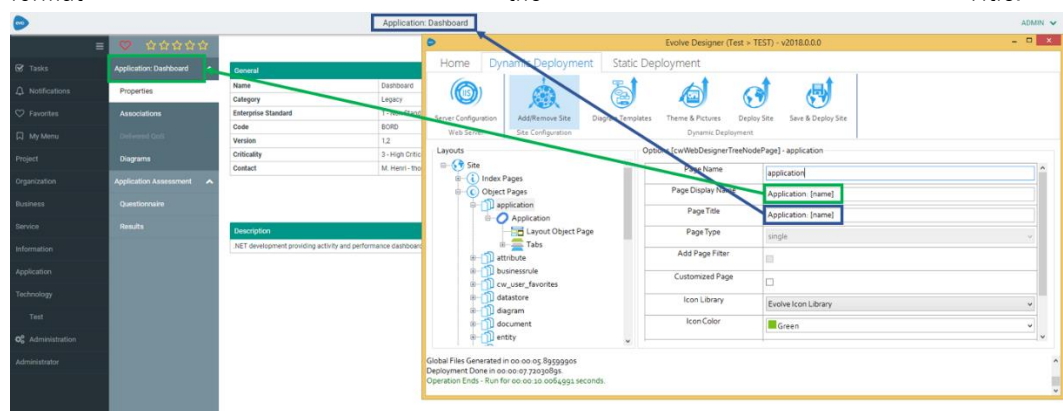 format the Title.
Application: Dashboard
ADMIN
Tasks
Notifications
Favorites
My Menu
Project
Organization
Business
Service
Information
Application
Technology
Test
Administration
Administrator
Application: Dashboard
Properties
Associations
Delivered QoS
Diagrams
Application Assessment
Questionnaire
Results
General
Name Dashboard
Category Legacy
Enterprise Standard
Code BORD
Version 1.2
Criticality 3 - High Critic
Contact M. Henri - tho
Description
.NET development providing activity and performance dashboard
Evolve Designer (Test > TEST) - v2018.0.0.0
Home Dynamic Deployment Static Deployment
Server Configuration Add/Remove Site Diagram Templates Theme & Pictures Deploy Site Save & Deploy Site
Web Server Site Configuration Dynamic Deployment
Layouts
Site
Index Pages
Object Pages
application
Application
Layout Object Page
Tabs
attribute
businessrule
cw_user_favorites
datastore
diagram
document
entity
Options [cwWebDesignerTreeNodePage] - application
Page Name application
Page Display Name Application: [name]
Page Title Application: [name]
Page Type single
Add Page Filter
Customized Page
Icon Library Evolve Icon Library
Icon Color Green
Global Files Generated in 00:00:05.8959990s
Deployment Done in 00:00:07.7203089s.
Operation Ends - Run for 00:00:10.0064991 seconds.